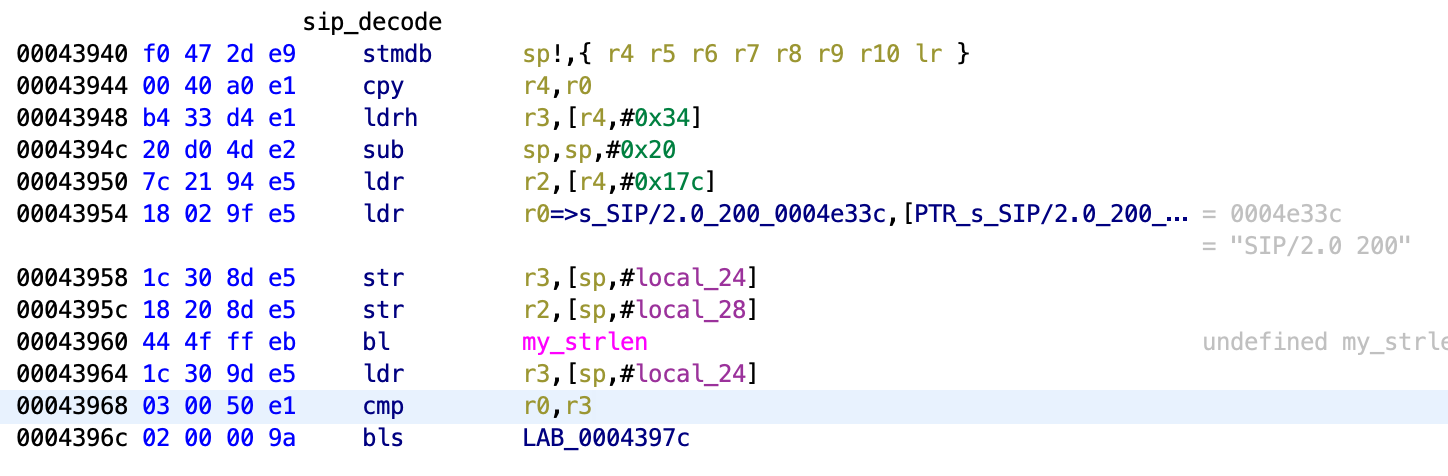 sip_decode
00043940 f0 47 2d e9 stmdb sp!,{ r4 r5 r6 r7 r8 r9 r10 lr }
00043944 00 40 a0 e1 cpy r4,r0
00043948 b4 33 d4 e1 ldrh r3,[r4,#0x34]
0004394c 20 d0 4d e2 sub sp,sp,#0x20
00043950 7c 21 94 e5 ldr r2,[r4,#0x17c]
00043954 18 02 9f e5 ldr r0=>s_SIP/2.0_200_0004e33c,[PTR_s_SIP/2.0_200_... = 0004e33c
= "SIP/2.0 200"
00043958 1c 30 8d e5 str r3,[sp,#local_24]
0004395c 18 20 8d e5 str r2,[sp,#local_28]
00043960 44 4f ff eb bl my_strlen undefined my_strle
00043964 1c 30 9d e5 ldr r3,[sp,#local_24]
00043968 03 00 50 e1 cmp r0,r3
0004396c 02 00 00 9a bls LAB_0004397c